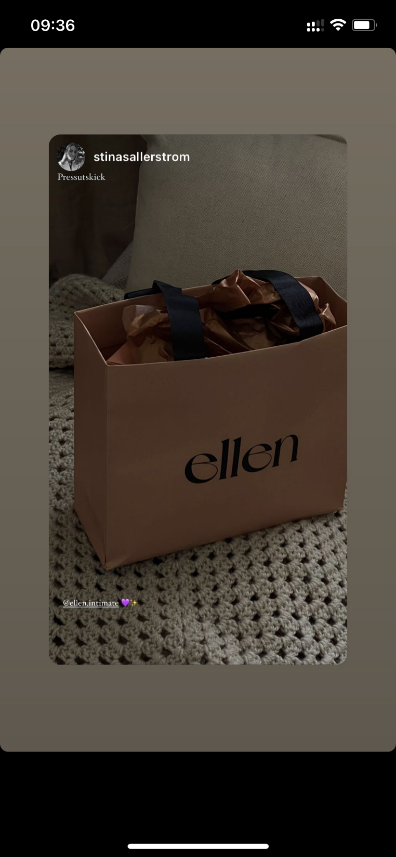 09:36
stinasallerstrom
Pressutskick
ellen
@ellen.intimate 💜✨